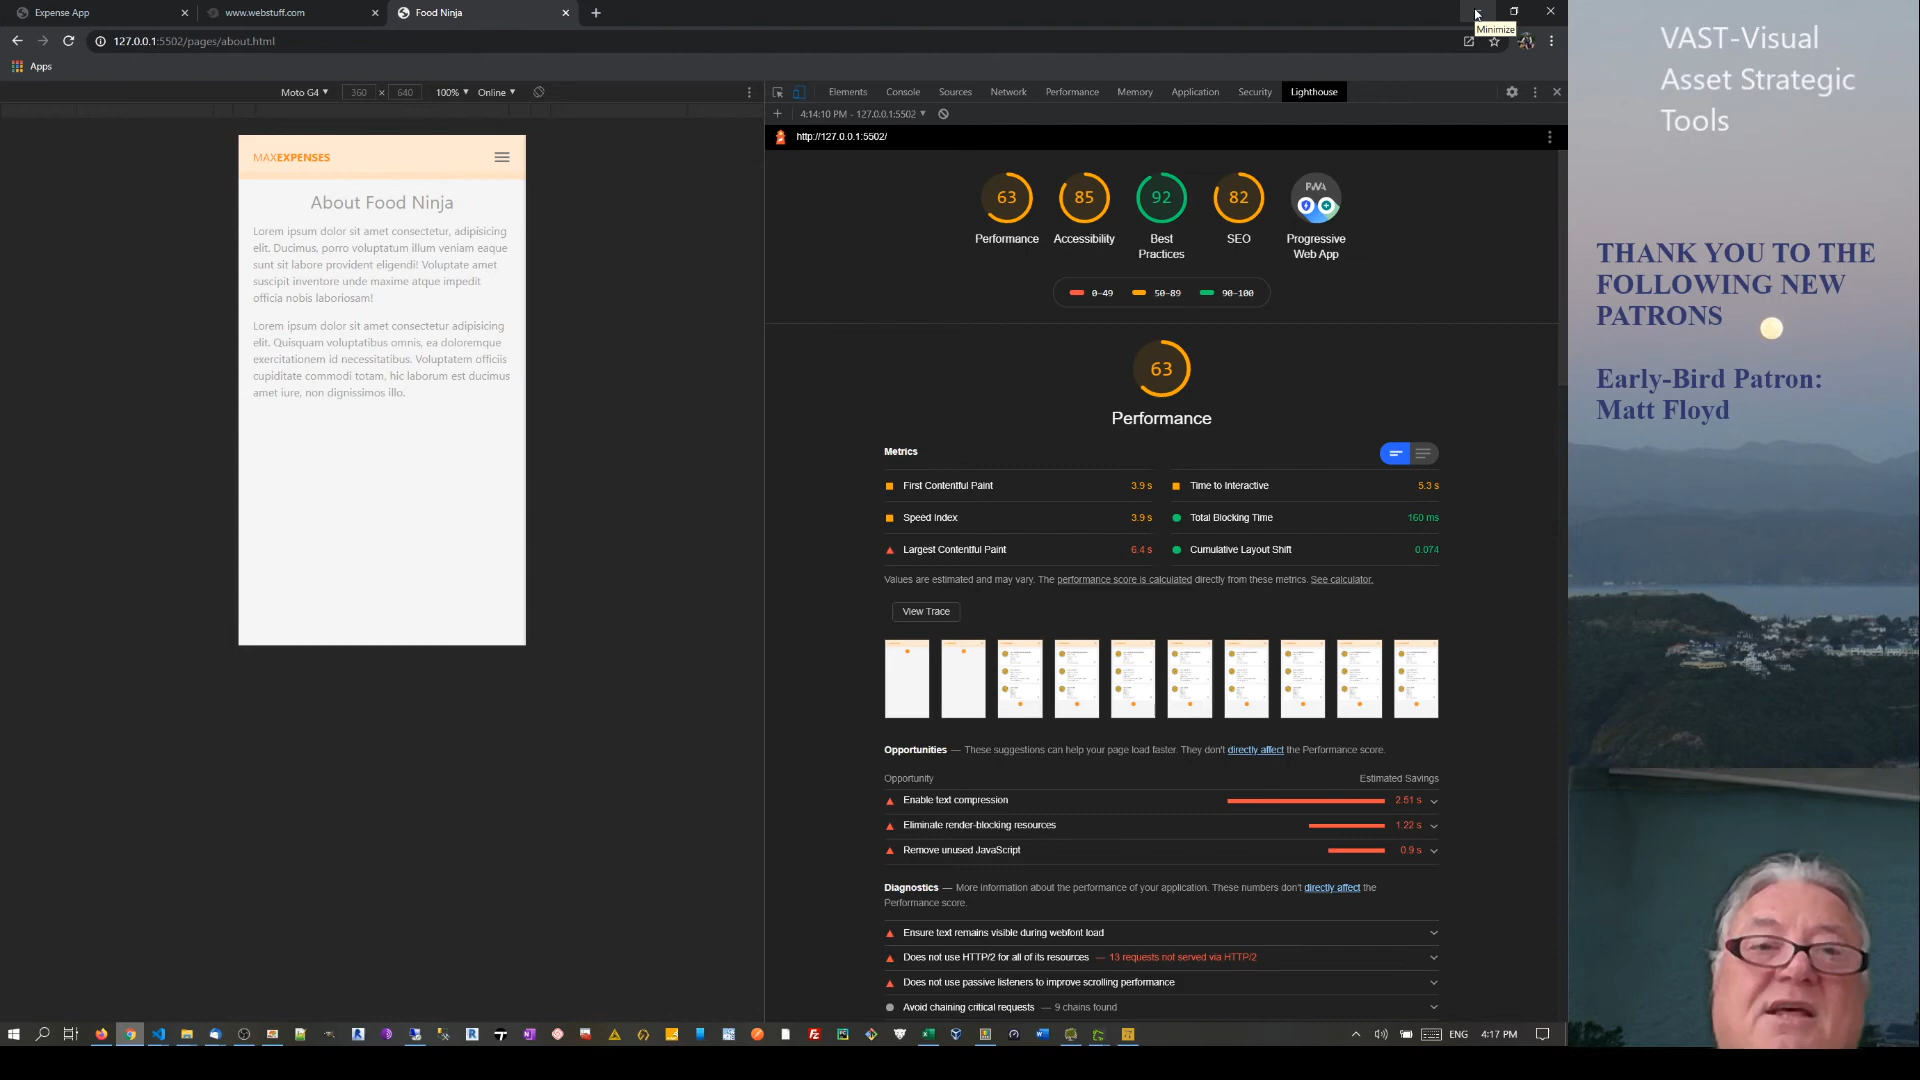 Expense App
www.webstuff.com
Food Ninja
Minimize
127.0.0.1:5502/pages/about.html
Apps
Moto G4
360 × 640
100%
Online
Elements
Console
Sources
Network
Performance
Memory
Application
Security
Lighthouse
4:14:10 PM - 127.0.0.1:5502
http://127.0.0.1:5502/
MAXEXPENSES
About Food Ninja
Lorem ipsum dolor sit amet consectetur, adipisicing
elit. Ducimus, porro voluptatum illum veniam eaque
sunt sit labore provident eligendi! Voluptate amet
suscipit inventore unde maxime atque impedit
officia nobis laboriosam!
Lorem ipsum dolor sit amet consectetur adipisicing
elit. Quisquam voluptatibus omnis, ea doloremque
exercitationem id necessitatibus. Voluptatem officiis
cupiditate commodi totam, hic laborum est ducimus
amet iure, non dignissimos illo.
63
85
92
82
PWA
Performance
Accessibility
Best
Practices
SEO
Progressive
Web App
0-49
50-89
90-100
63
Performance
Metrics
First Contentful Paint 3.9 s
Time to Interactive 5.3 s
Speed Index 3.9 s
Total Blocking Time 160 ms
Largest Contentful Paint 6.4 s
Cumulative Layout Shift 0.074
Values are estimated and may vary. The performance score is calculated directly from these metrics. See calculator.
View Trace
Opportunities — These suggestions can help your page load faster. They don't directly affect the Performance score.
Opportunity Estimated Savings
Enable text compression 2.51 s
Eliminate render-blocking resources 1.22 s
Remove unused JavaScript 0.9 s
Diagnostics — More information about the performance of your application. These numbers don't directly affect the
Performance score.
Ensure text remains visible during webfont load
Does not use HTTP/2 for all of its resources — 13 requests not served via HTTP/2
Does not use passive listeners to improve scrolling performance
Avoid chaining critical requests — 9 chains found
ENG
4:17 PM
VAST-Visual
Asset Strategic
Tools
THANK YOU TO THE
FOLLOWING NEW
PATRONS
Early-Bird Patron:
Matt Floyd